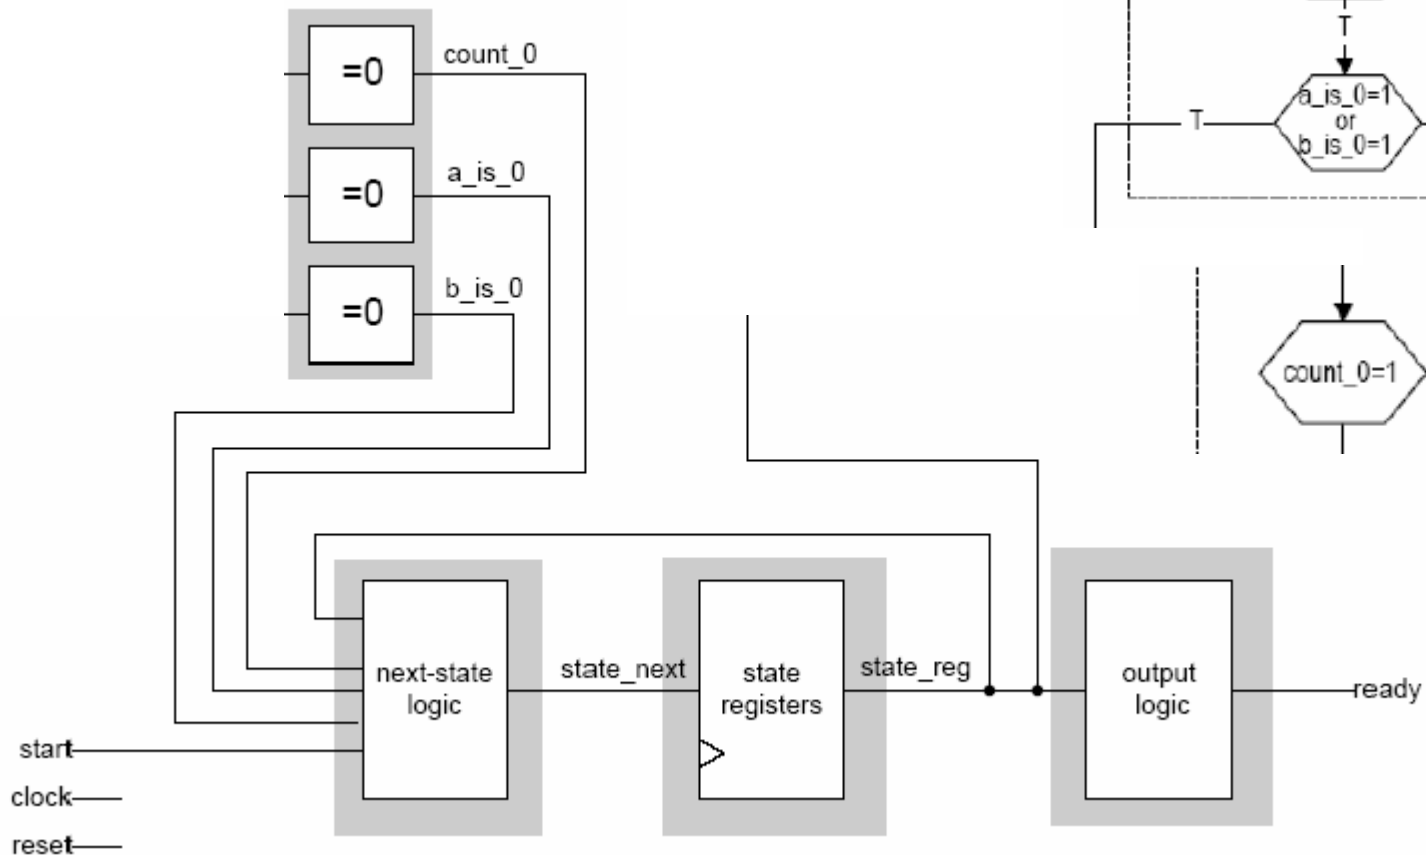 =0
count_0
=0
a_is_0
=0
b_is_0
T
a_is_0=1
or
b_is_0=1
T
count_0=1
next-state
logic
state_next
state
registers
state_reg
output
logic
ready
start
clock
reset